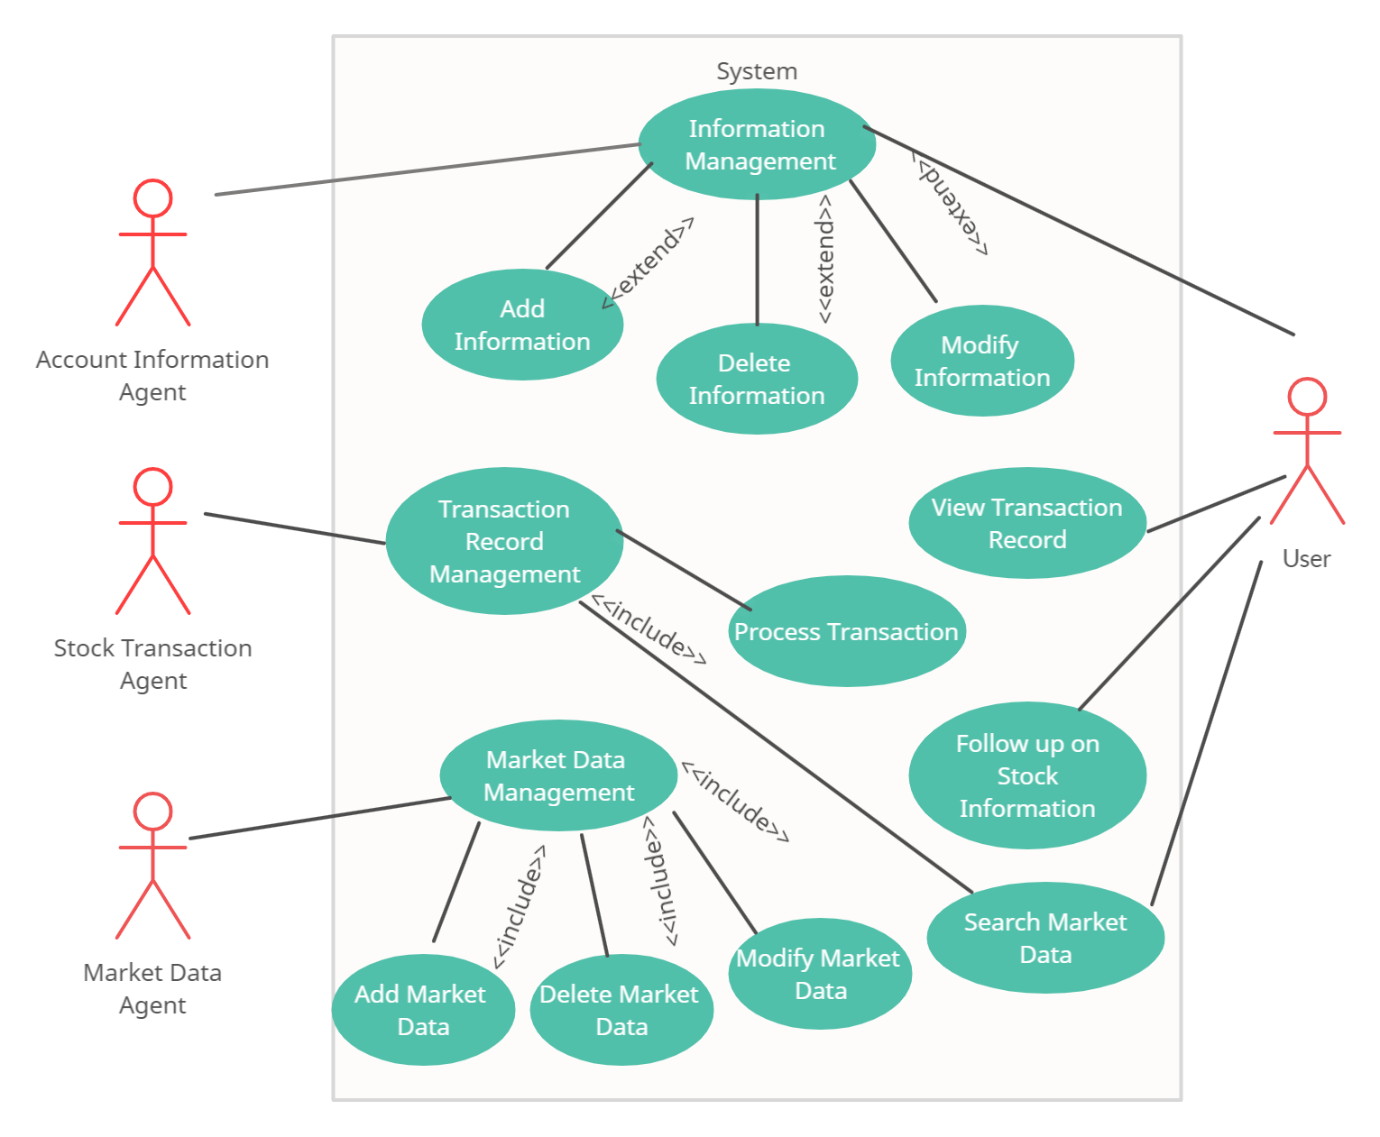 System
Information
Management
<<extend>>
<<extend>>
<<extend>>
Add
Information
Delete
Information
Modify
Information
Account Information
Agent
Transaction
Record
Management
View Transaction
Record
User
<<include>>
Process Transaction
Stock Transaction
Agent
Market Data
Management
<<include>>
<<include>>
<<include>>
Follow up on
Stock
Information
Search Market
Data
Modify Market
Data
Add Market
Data
Delete Market
Data
Market Data
Agent